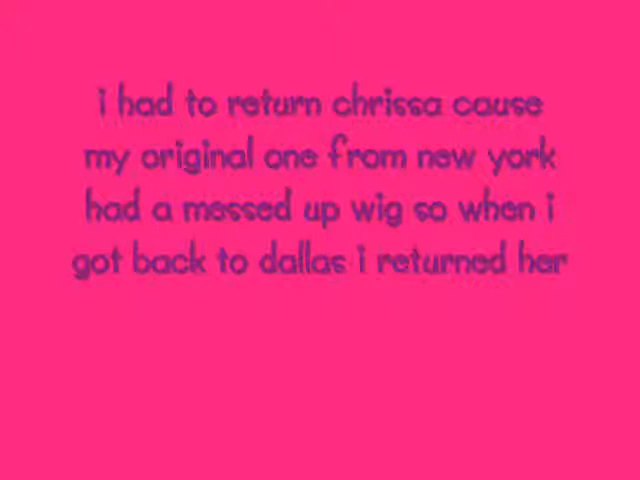 i had to return chrissa cause
my original one from new york
had a messed up wig so when i
got back to dallas i returned her